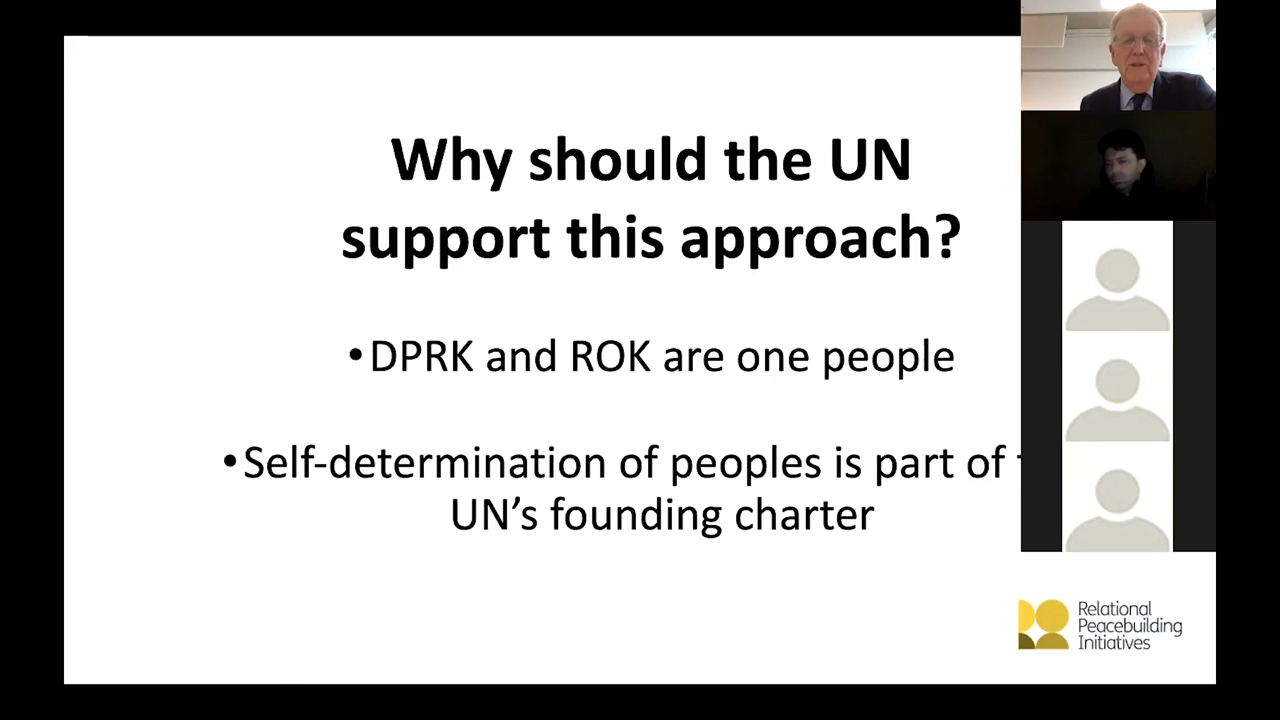 Why should the UN
support this approach?
•DPRK and ROK are one people
•Self-determination of peoples is part of
UN’s founding charter
Relational
Peacebuilding
Initiatives